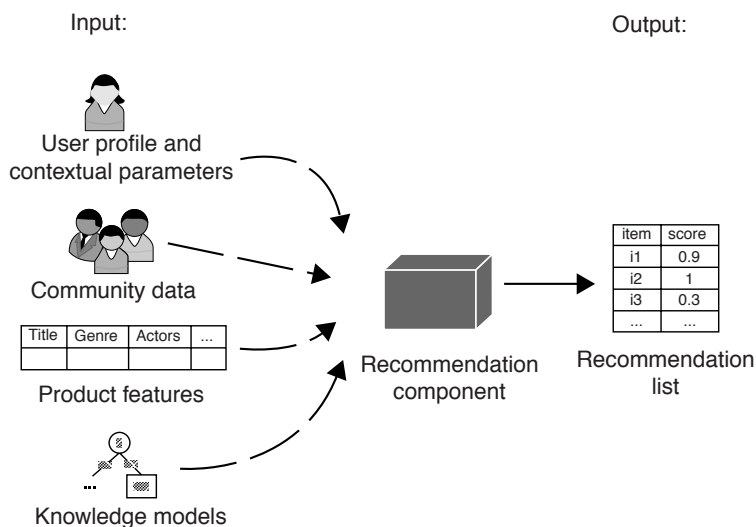 Input:
Output:
User profile and
contextual parameters
Community data
Title Genre Actors ...
Product features
...
Knowledge models
Recommendation
component
item score
i1 0.9
i2 1
i3 0.3
... ...
Recommendation
list